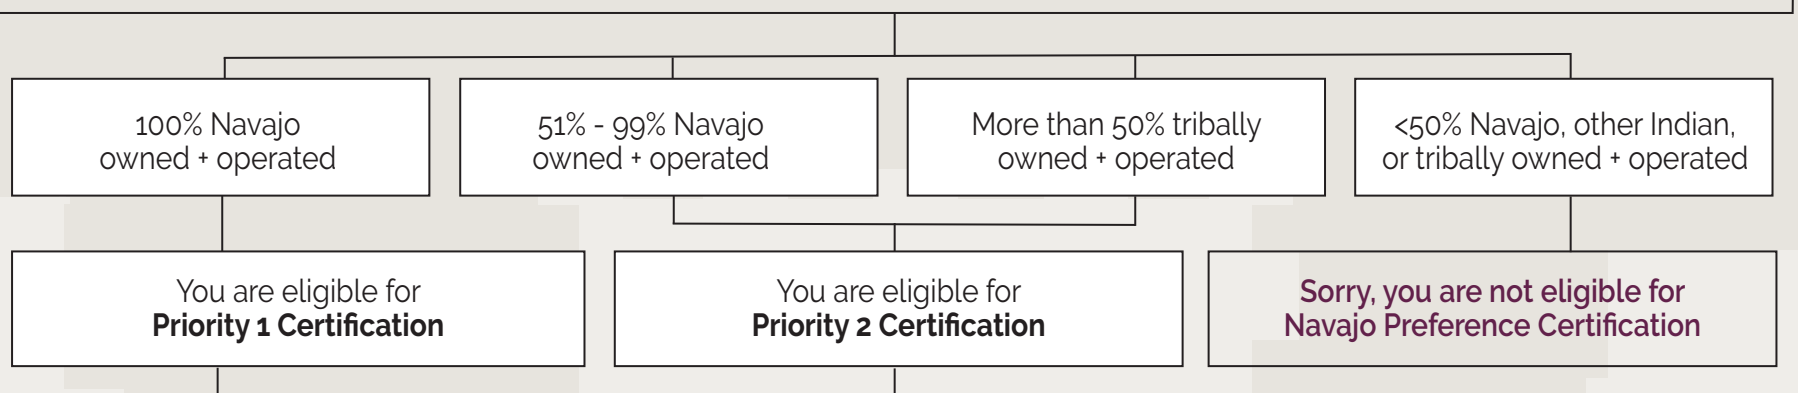 100% Navajo
owned + operated
51% - 99% Navajo
owned + operated
More than 50% tribally
owned + operated
<50% Navajo, other Indian,
or tribally owned + operated
You are eligible for
Priority 1 Certification
You are eligible for
Priority 2 Certification
Sorry, you are not eligible for
Navajo Preference Certification